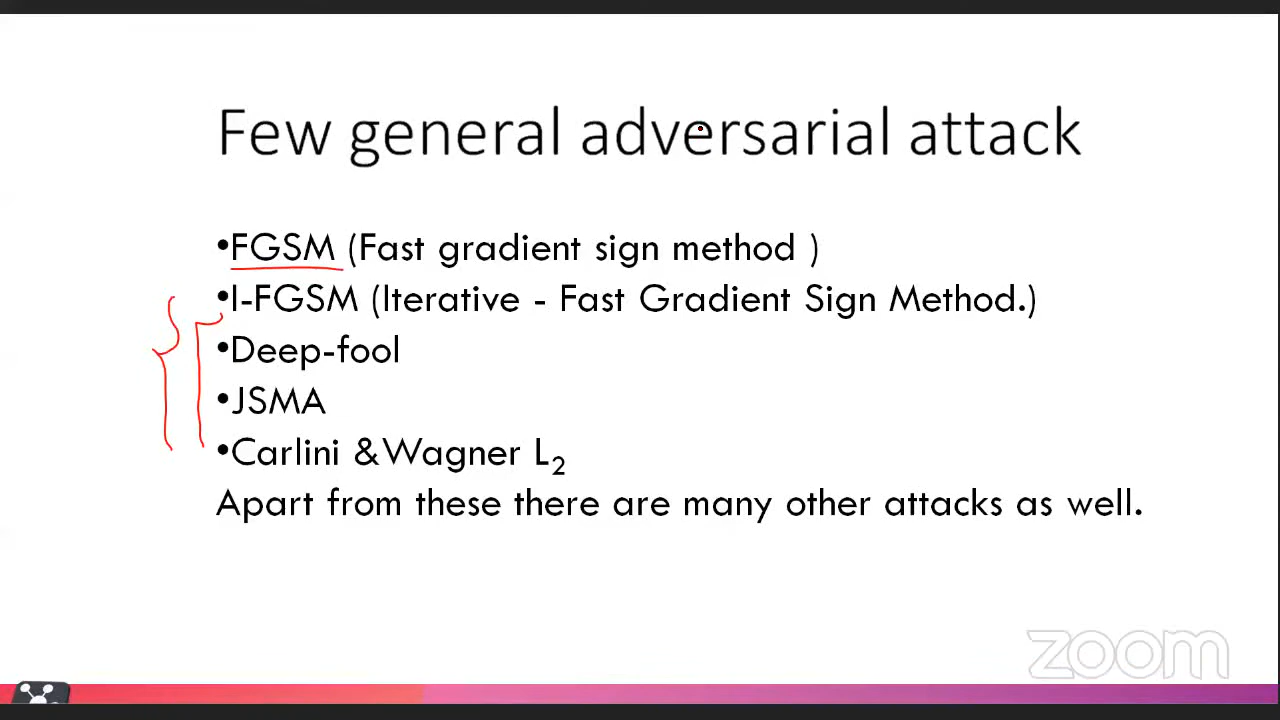 Few general adversarial attack
•FGSM (Fast gradient sign method )
•I-FGSM (Iterative - Fast Gradient Sign Method.)
•Deep-fool
•JSMA
•Carlini &Wagner L2
Apart from these there are many other attacks as well.
zoom